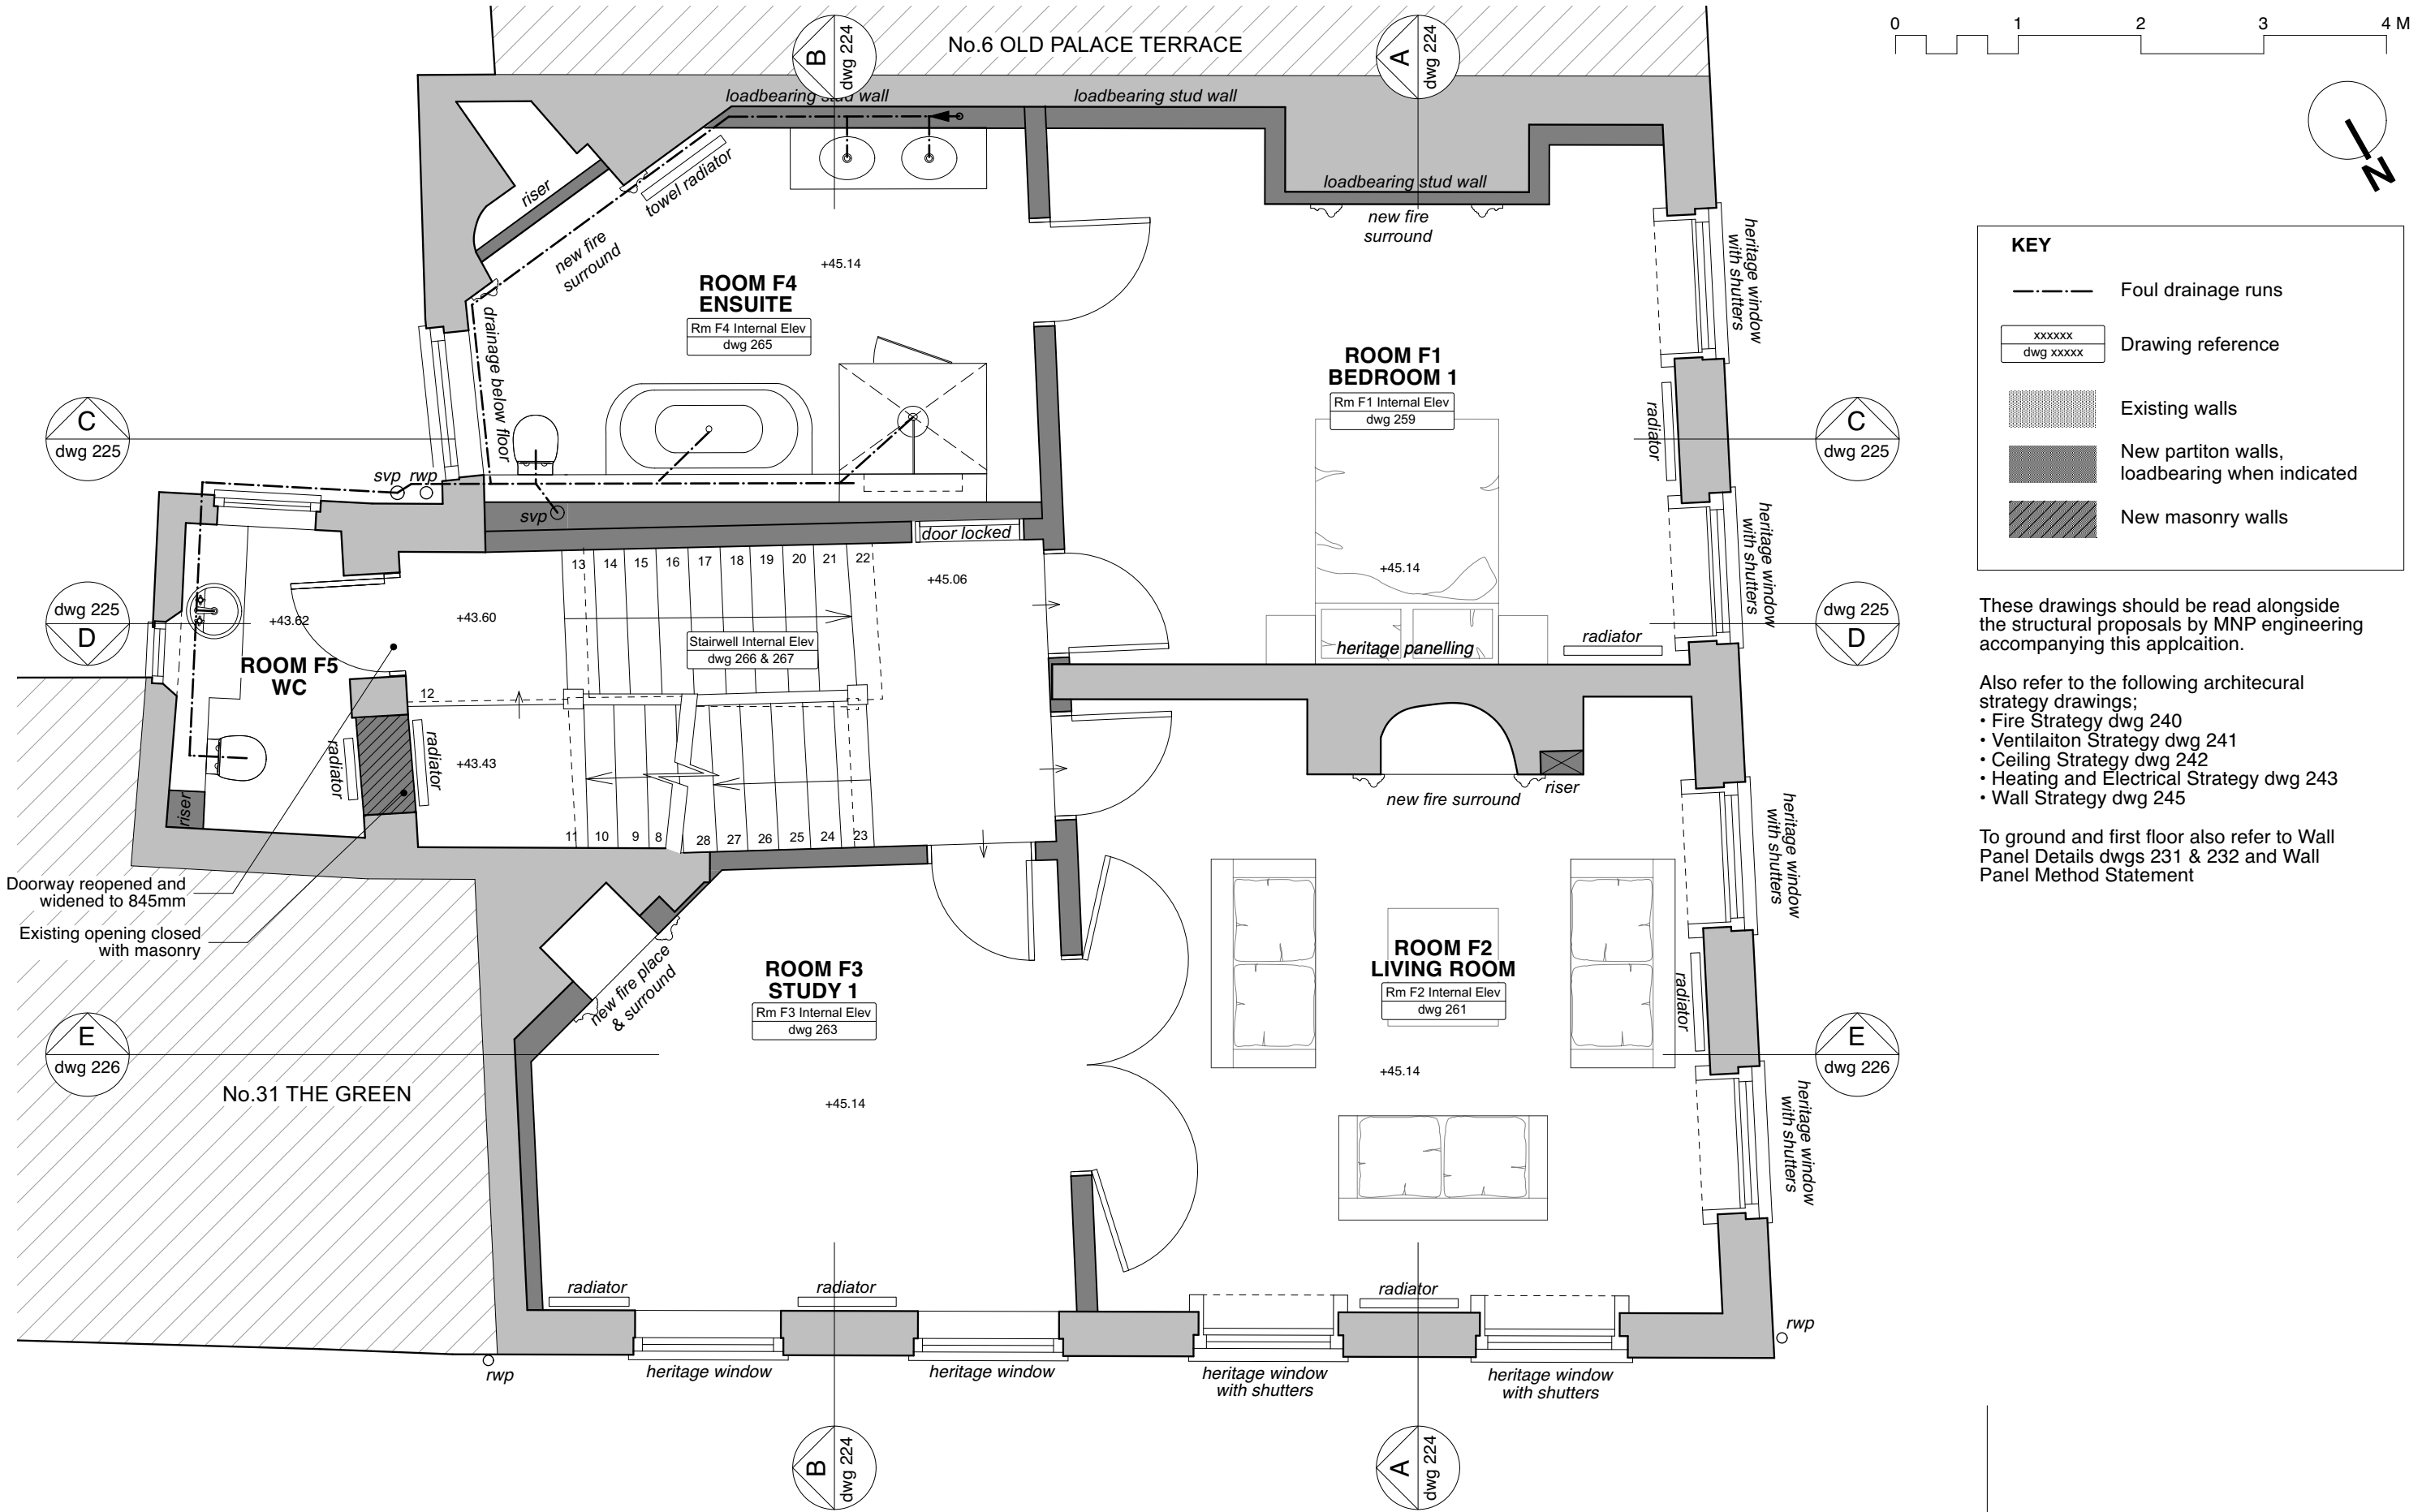 No.6 OLD PALACE TERRACE
B
dwg 224
A
dwg 224
0 1 2 3 4 M
N
loadbearing stud wall
loadbearing stud wall
loadbearing stud wall
riser
towel radiator
new fire
surround
new fire
surround
drainage below floor
+45.14
ROOM F4
ENSUITE
Rm F4 Internal Elev
dwg 265
ROOM F1
BEDROOM 1
Rm F1 Internal Elev
dwg 259
+45.14
heritage window
with shutters
radiator
heritage window
with shutters
heritage panelling
radiator
KEY
Foul drainage runs
xxxxxx
dwg xxxxx
Drawing reference
Existing walls
New partiton walls,
loadbearing when indicated
New masonry walls
C
dwg 225
C
dwg 225
svp rwp
svp
door locked
13 14 15 16 17 18 19 20 21 22
+45.06
dwg 225
D
dwg 225
D
+43.62
+43.60
ROOM F5
WC
Stairwell Internal Elev
dwg 266 & 267
12
+43.43
radiator
radiator
riser
11 10 9 8 28 27 26 25 24 23
new fire surround
riser
Doorway reopened and
widened to 845mm
Existing opening closed
with masonry
new fire place
& surround
ROOM F3
STUDY 1
Rm F3 Internal Elev
dwg 263
+45.14
ROOM F2
LIVING ROOM
Rm F2 Internal Elev
dwg 261
+45.14
heritage window
with shutters
radiator
heritage window
with shutters
E
dwg 226
E
dwg 226
No.31 THE GREEN
radiator
radiator
radiator
rwp
heritage window
heritage window
heritage window
with shutters
heritage window
with shutters
rwp
B
dwg 224
A
dwg 224
These drawings should be read alongside
the structural proposals by MNP engineering
accompanying this applcaition.
Also refer to the following architecural
strategy drawings;
• Fire Strategy dwg 240
• Ventilaiton Strategy dwg 241
• Ceiling Strategy dwg 242
• Heating and Electrical Strategy dwg 243
• Wall Strategy dwg 245
To ground and first floor also refer to Wall
Panel Details dwgs 231 & 232 and Wall
Panel Method Statement